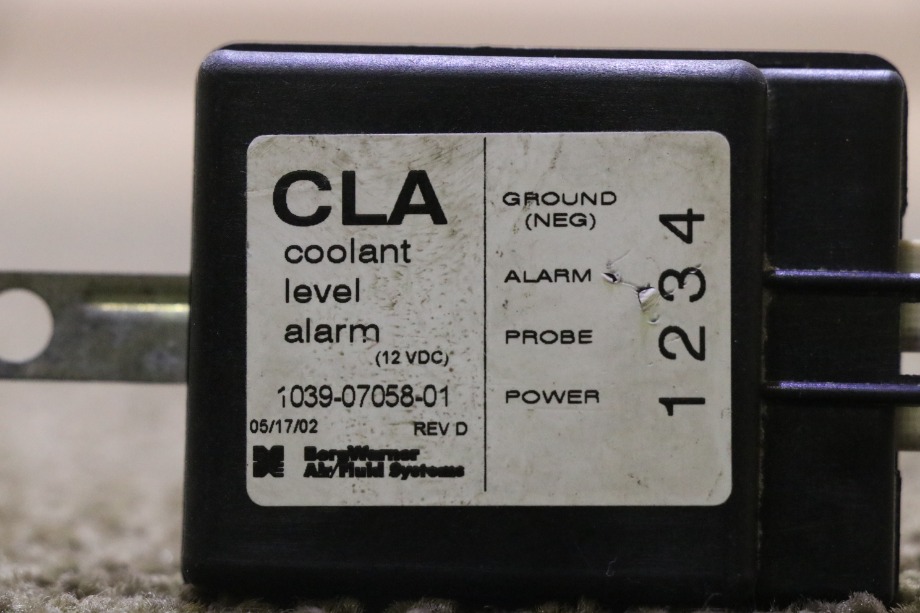 CLA
coolant
level
alarm
(12 VDC)
1039-07058-01
05/17/02 REV D
BorgWarner
Air/Fluid Systems
GROUND
(NEG) 4
ALARM 3
PROBE 2
POWER 1